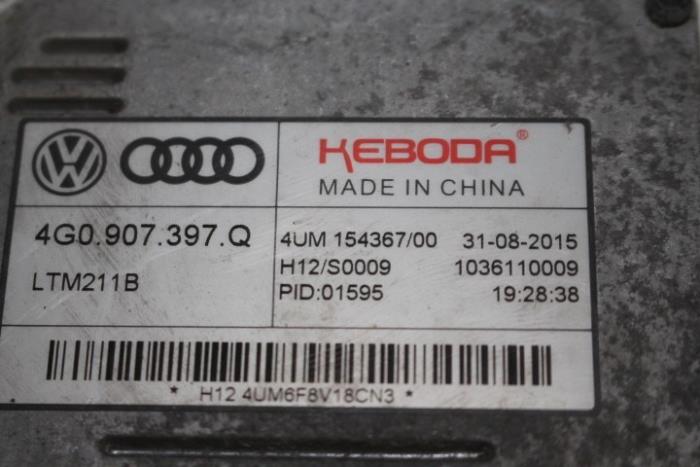 KEBODA®
MADE IN CHINA
4G0.907.397.Q
LTM211B
4UM 154367/00 31-08-2015
H12/S0009 1036110009
PID:01595 19:28:38
* H12 4UM6F8V18CN3 *